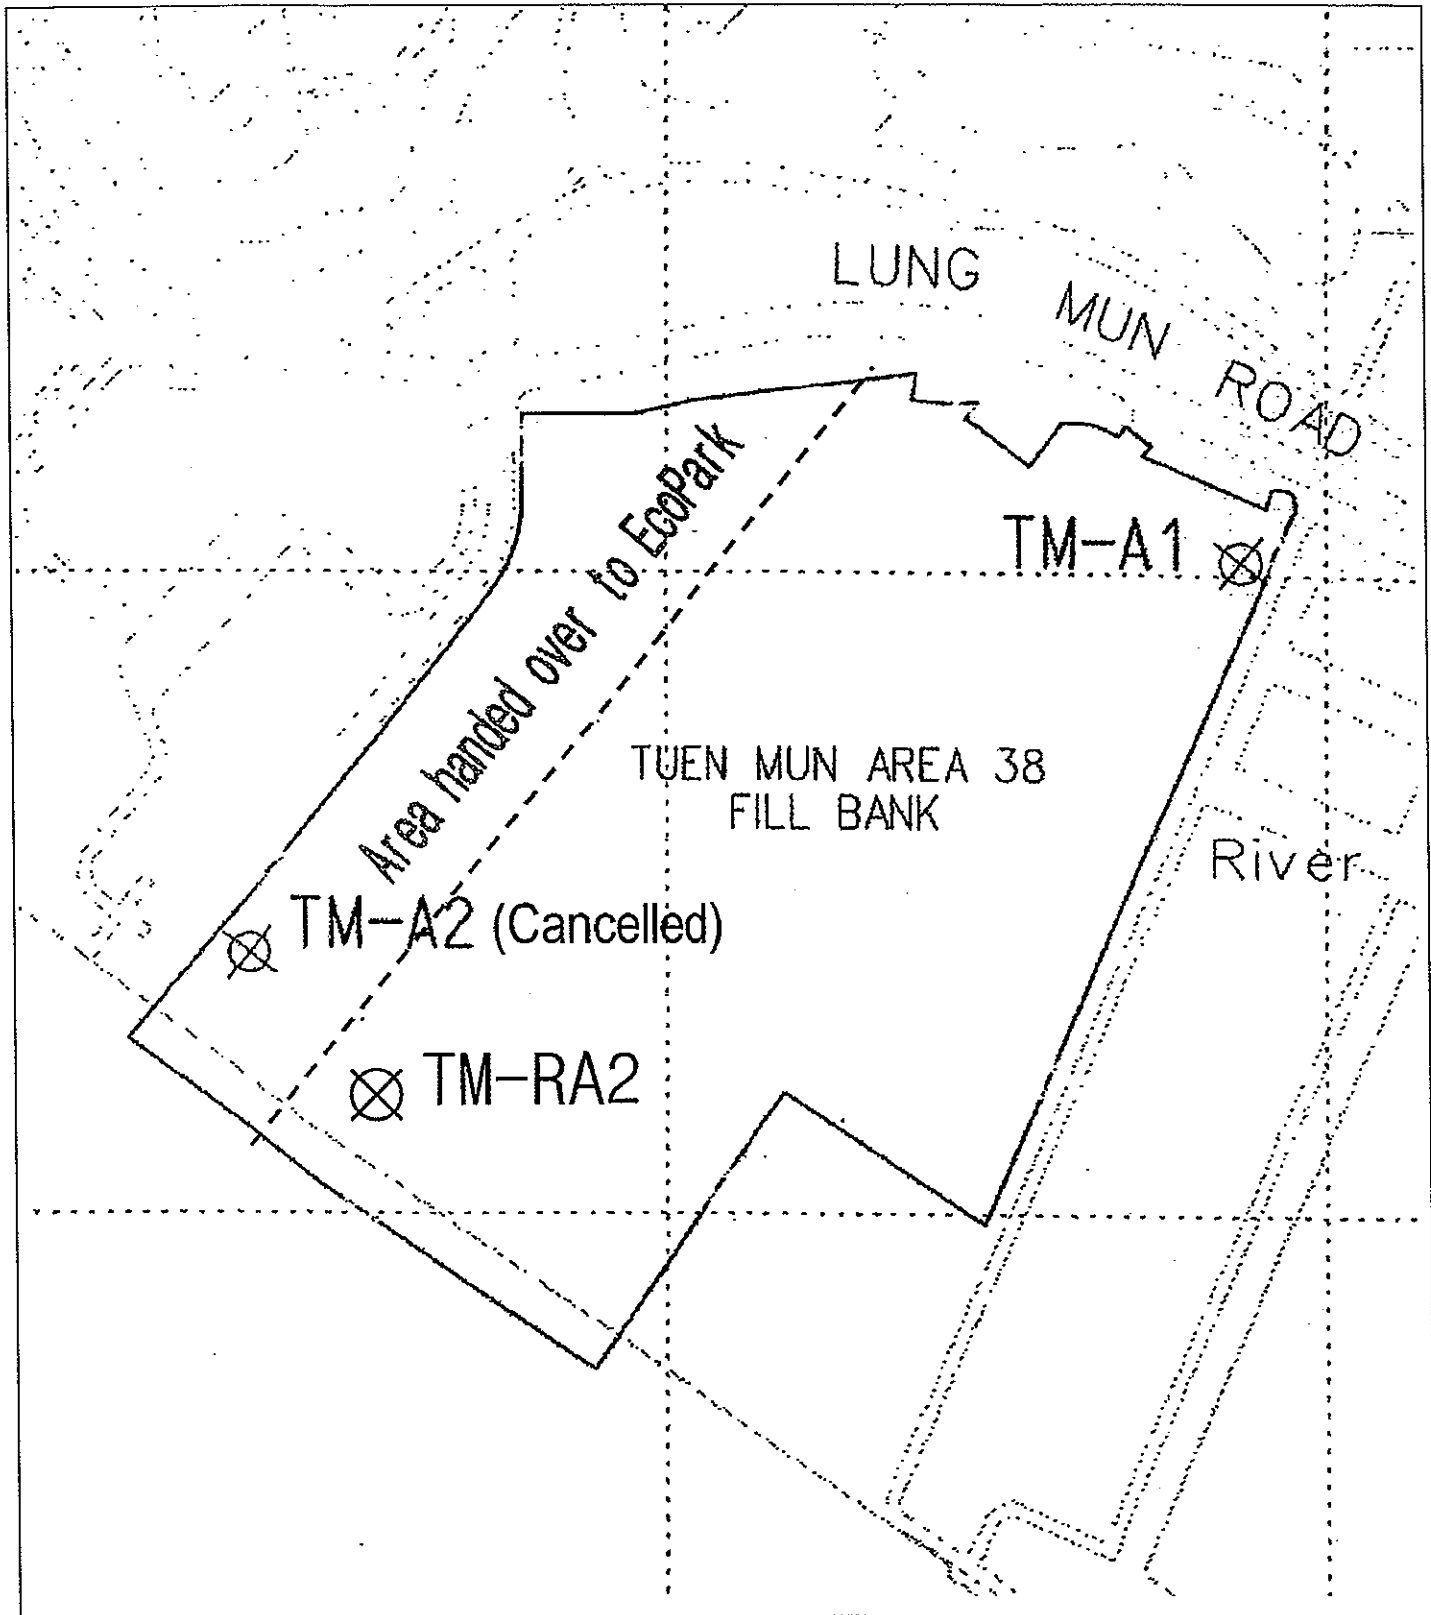 LUNG MUN ROAD
Area handed over to EcoPark
TM-A1
TUEN MUN AREA 38
FILL BANK
River
TM-A2 (Cancelled)
TM-RA2